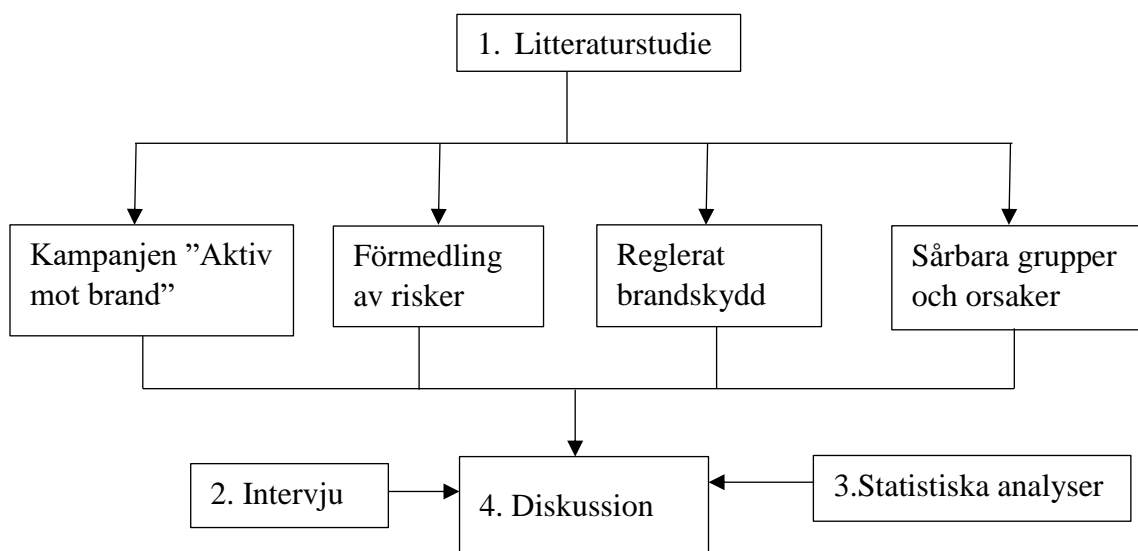 1. Litteraturstudie
Kampanjen ”Aktiv
mot brand”
Förmedling
av risker
Reglerat
brandskydd
Sårbara grupper
och orsaker
2. Intervju
4. Diskussion
3.Statistiska analyser